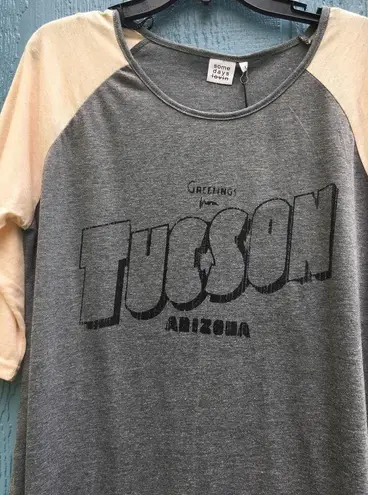 some
days
lovin
GREETINGS
from
TUCSON
ARIZONA